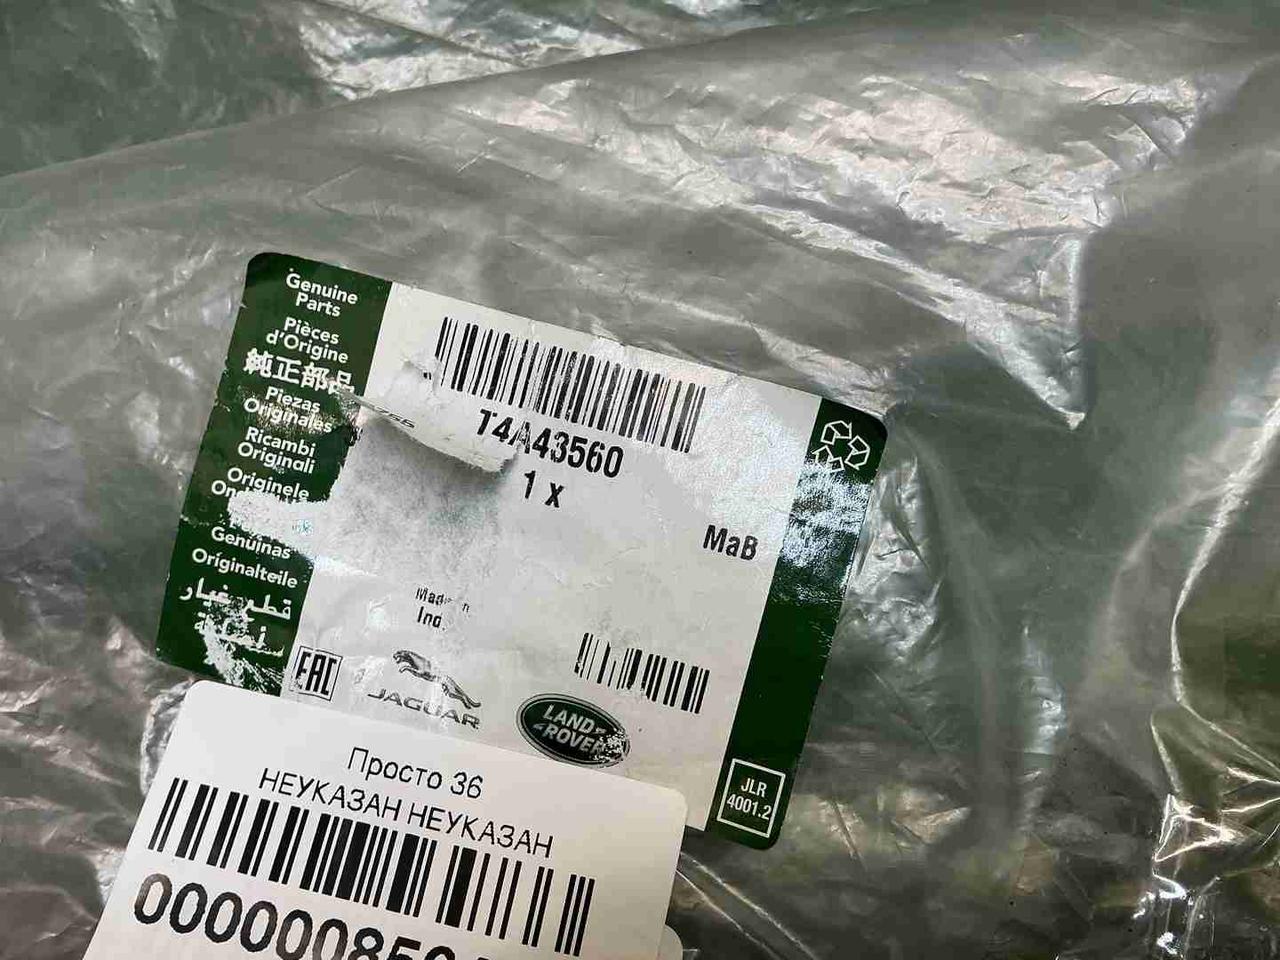 Genuine
Parts
Pièces
d'Origine
純正部品
Piezas
Originales
Ricambi
Originali
Originele
Genuinas
Originalteile
قطع غيار
T4A43560
1 x
MaB
Made in
EAC
JAGUAR
LAND
ROVER
JLR
4001.2
Просто 36
НЕУКАЗАН НЕУКАЗАН